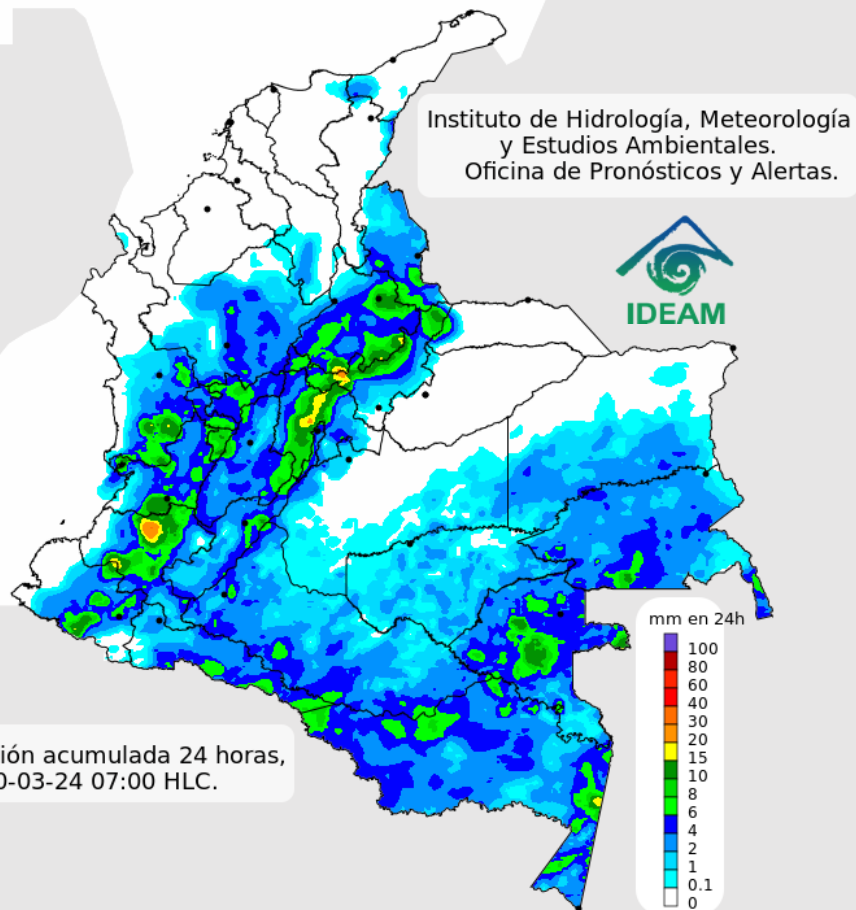 Instituto de Hidrología, Meteorología
y Estudios Ambientales.
Oficina de Pronósticos y Alertas.
IDEAM
mm en 24h
100
80
60
40
30
20
15
10
8
6
4
2
1
0.1
0
ión acumulada 24 horas,
0-03-24 07:00 HLC.